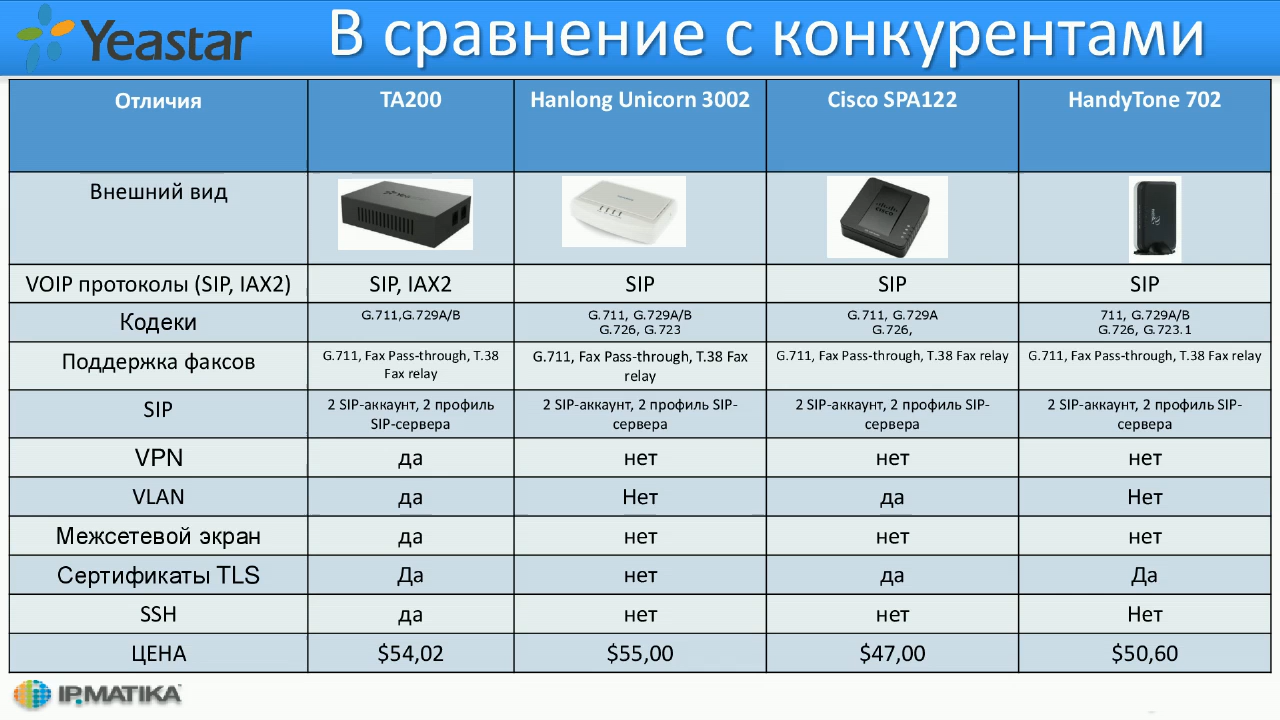 Yeastar
В сравнение с конкурентами
Отличия
TA200
Hanlong Unicorn 3002
Cisco SPA122
HandyTone 702
Внешний вид
VOIP протоколы (SIP, IAX2)
SIP, IAX2
SIP
SIP
SIP
Кодеки
G.711,G.729A/B
G.711, G.729A/B
G.726, G.723
G.711, G.729A
G.726,
711, G.729A/B
G.726, G.723.1
Поддержка факсов
G.711, Fax Pass-through, T.38
Fax relay
G.711, Fax Pass-through, T.38 Fax
relay
G.711, Fax Pass-through, T.38 Fax relay
G.711, Fax Pass-through, T.38 Fax relay
SIP
2 SIP-аккаунт, 2 профиль
SIP-сервера
2 SIP-аккаунт, 2 профиль SIP-
сервера
2 SIP-аккаунт, 2 профиль SIP-
сервера
2 SIP-аккаунт, 2 профиль SIP-
сервера
VPN
да
нет
нет
нет
VLAN
да
Нет
да
Нет
Межсетевой экран
да
нет
нет
нет
Сертификаты TLS
Да
нет
да
Да
SSH
да
нет
нет
Нет
ЦЕНА
$54,02
$55,00
$47,00
$50,60
IPMATIKA